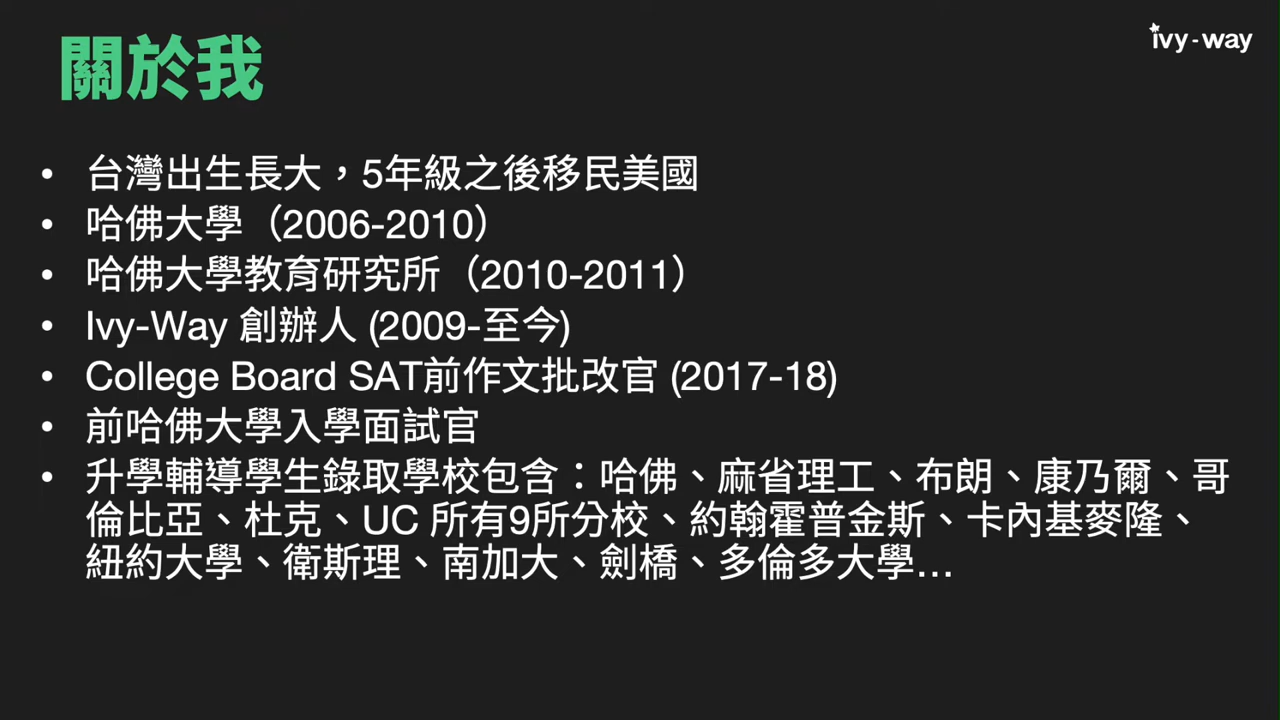 關於我
ivy-way
• 台灣出生長大，5年級之後移民美國
• 哈佛大學（2006-2010）
• 哈佛大學教育研究所（2010-2011）
• Ivy-Way 創辦人 (2009-至今)
• College Board SAT前作文批改官 (2017-18)
• 前哈佛大學入學面試官
• 升學輔導學生錄取學校包含：哈佛、麻省理工、布朗、康乃爾、哥
倫比亞、杜克、UC 所有9所分校、約翰霍普金斯、卡內基麥隆、
紐約大學、衛斯理、南加大、劍橋、多倫多大學...